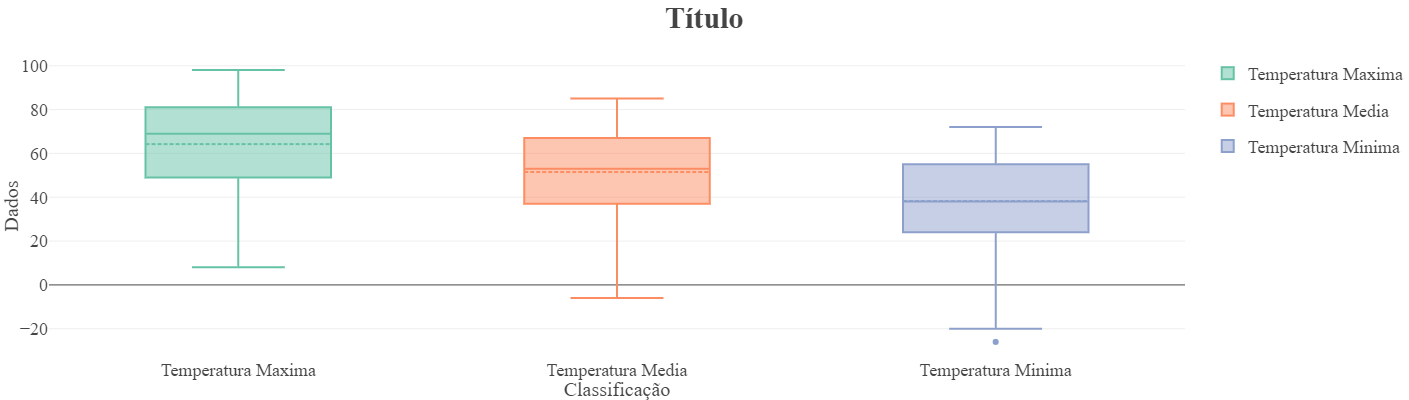 Título
100
80
60
40
20
0
−20
Dados
Temperatura Maxima
Temperatura Media
Temperatura Minima
Classificação
Temperatura Maxima
Temperatura Media
Temperatura Minima